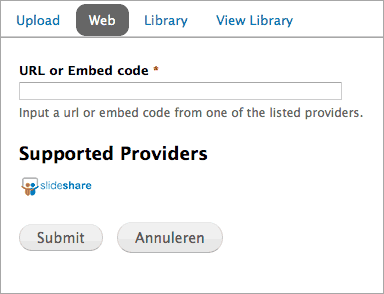 Upload Web Library View Library
URL or Embed code *
Input a url or embed code from one of the listed providers.
Supported Providers
slideshare
Submit Annuleren